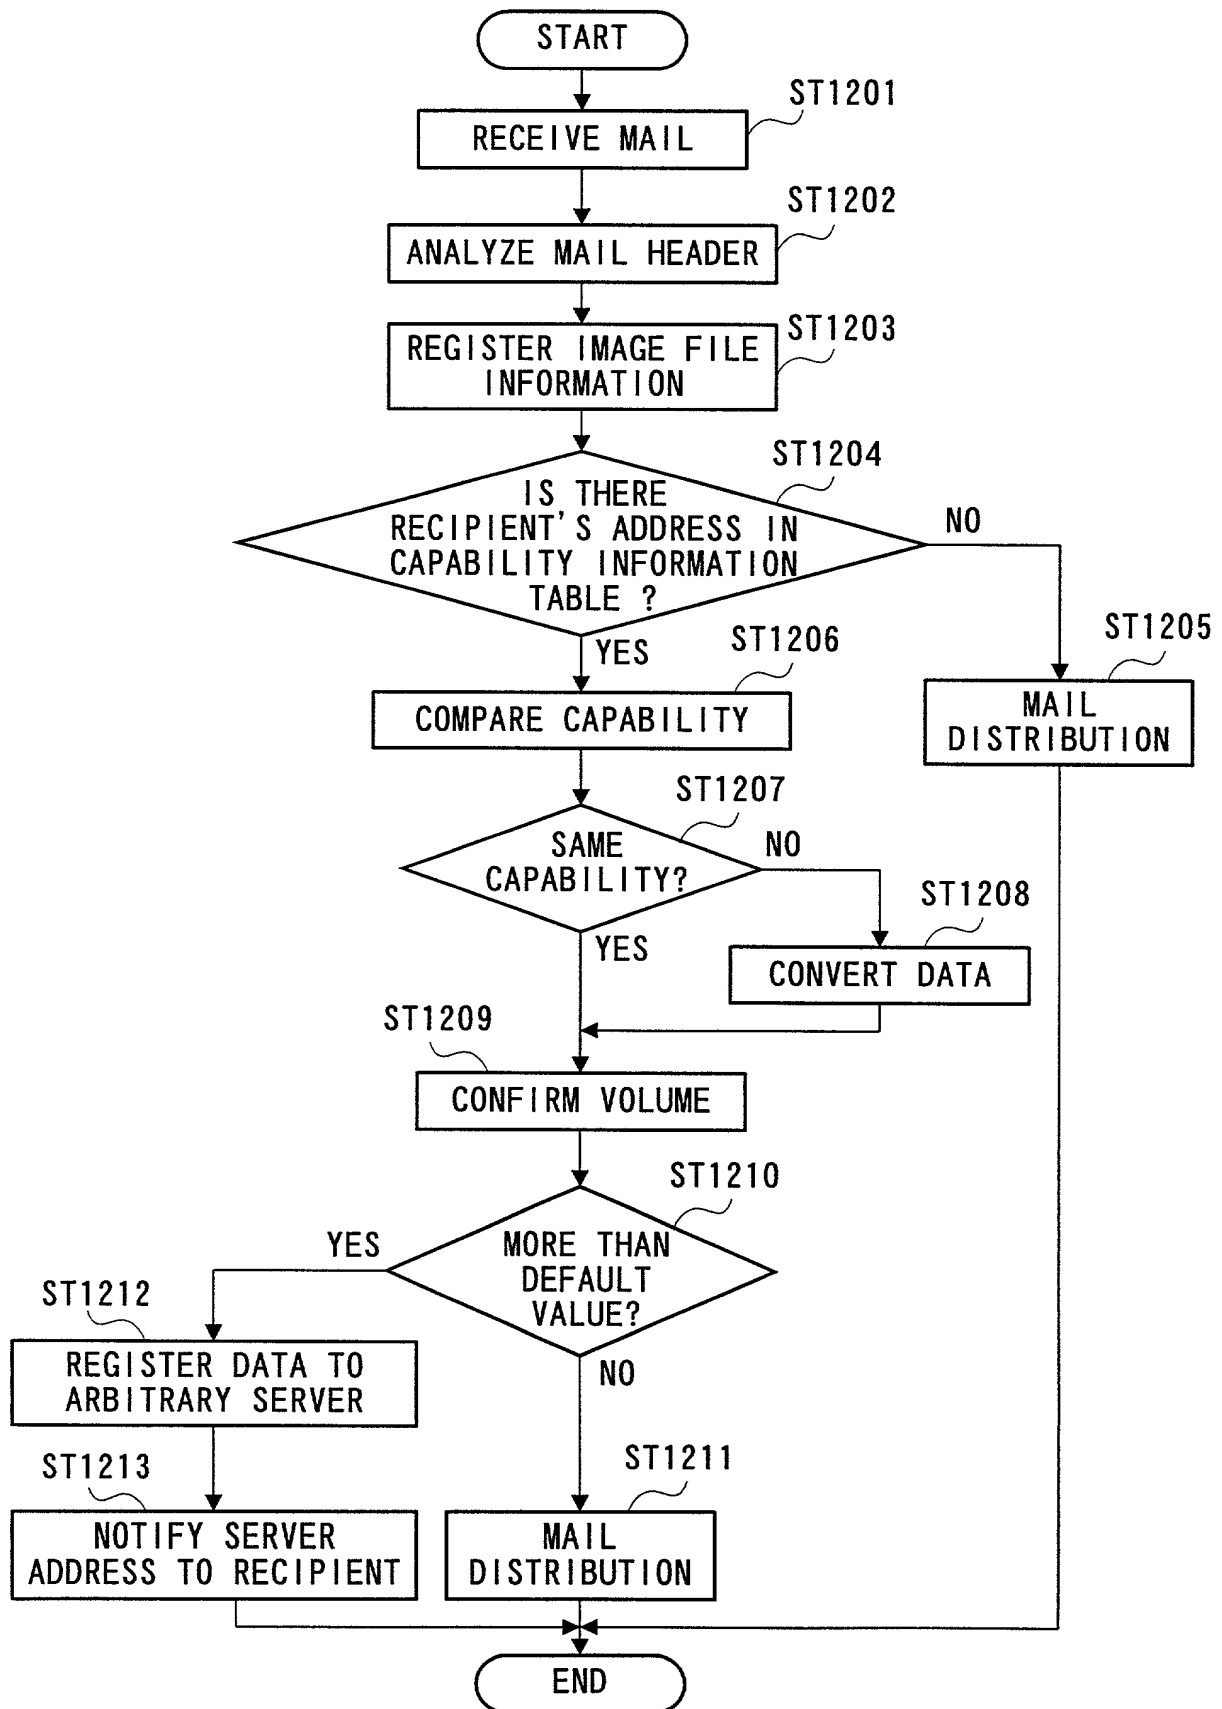 START
ST1201
RECEIVE MAIL
ST1202
ANALYZE MAIL HEADER
ST1203
REGISTER IMAGE FILE
INFORMATION
ST1204
IS THERE
RECIPIENT'S ADDRESS IN
CAPABILITY INFORMATION
TABLE ?
NO
YES
ST1205
MAIL
DISTRIBUTION
ST1206
COMPARE CAPABILITY
ST1207
SAME
CAPABILITY?
NO
YES
ST1208
CONVERT DATA
ST1209
CONFIRM VOLUME
ST1210
MORE THAN
DEFAULT
VALUE?
YES
NO
ST1212
REGISTER DATA TO
ARBITRARY SERVER
ST1213
NOTIFY SERVER
ADDRESS TO RECIPIENT
ST1211
MAIL
DISTRIBUTION
END